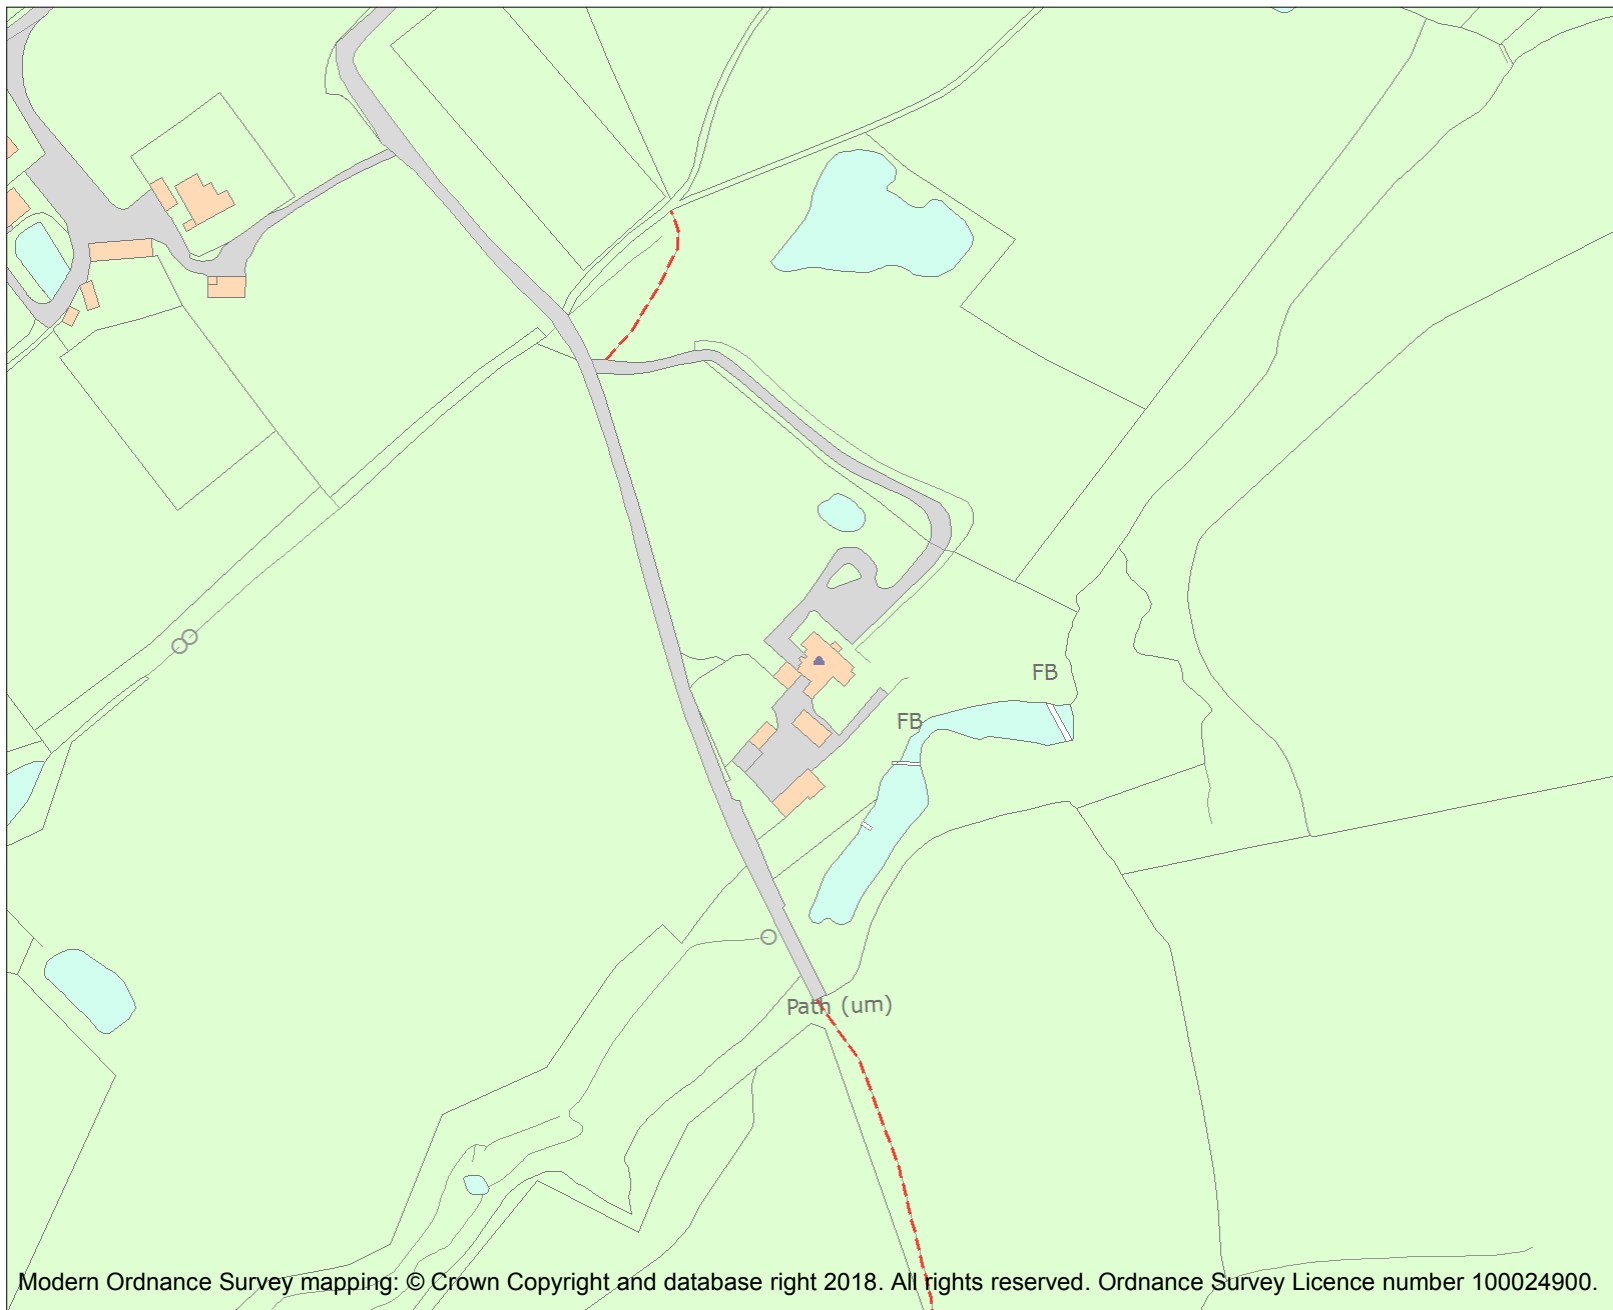 FB
FB
Path (um)
Modern Ordnance Survey mapping: © Crown Copyright and database right 2018. All rights reserved. Ordnance Survey Licence number 100024900.